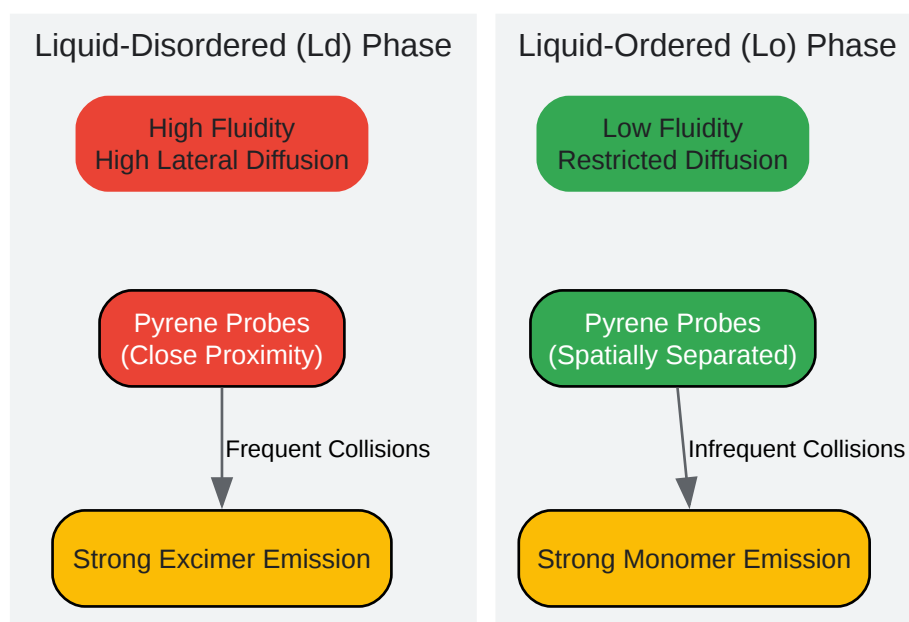 Liquid-Disordered (Ld) Phase
High Fluidity
High Lateral Diffusion
Pyrene Probes
(Close Proximity)
Frequent Collisions
Strong Excimer Emission
Liquid-Ordered (Lo) Phase
Low Fluidity
Restricted Diffusion
Pyrene Probes
(Spatially Separated)
Infrequent Collisions
Strong Monomer Emission